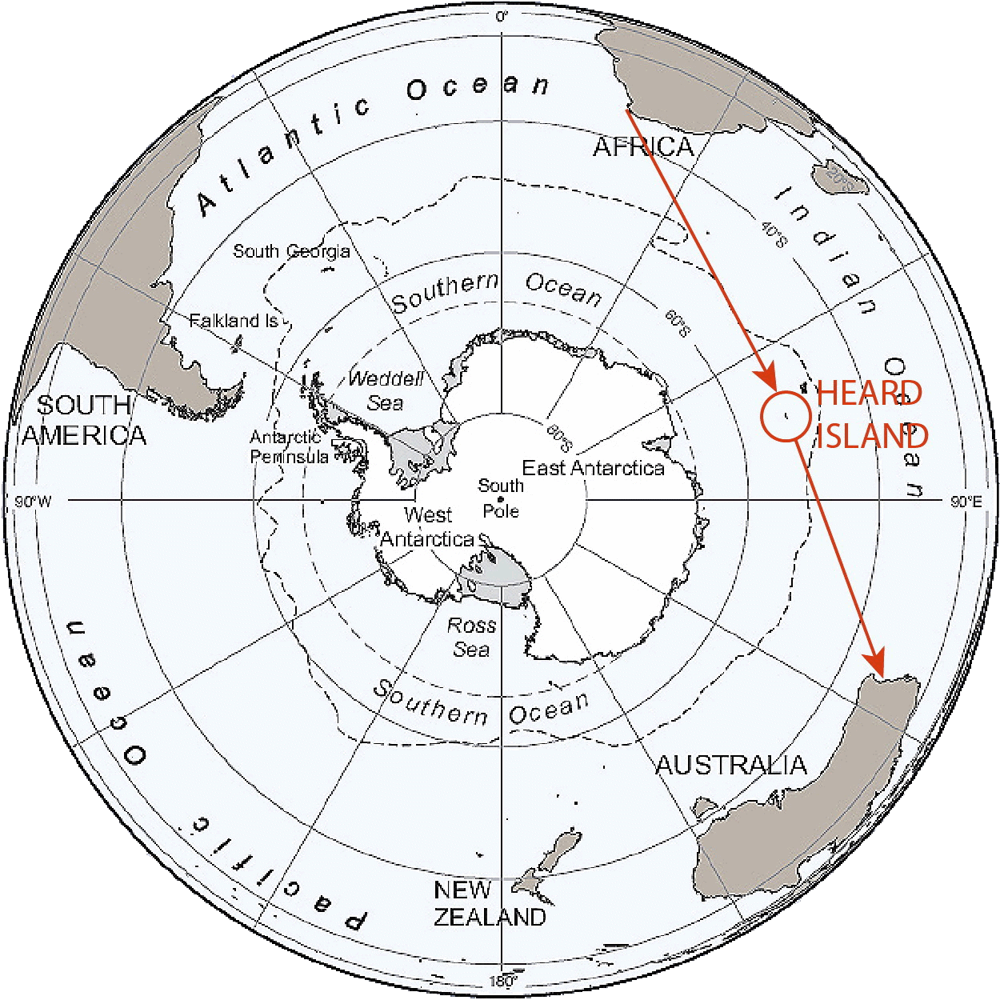 0°
Atlantic Ocean
AFRICA
20°S
Indian Ocean
40°S
South Georgia
Southern Ocean
60°S
Falkland Is
Weddell
Sea
HEARD
ISLAND
SOUTH
AMERICA
Antarctic
Peninsula
80°S
East Antarctica
South
Pole
90°W
90°E
West
Antarctica
Ross
Sea
Southern Ocean
AUSTRALIA
Pacific Ocean
NEW
ZEALAND
180°